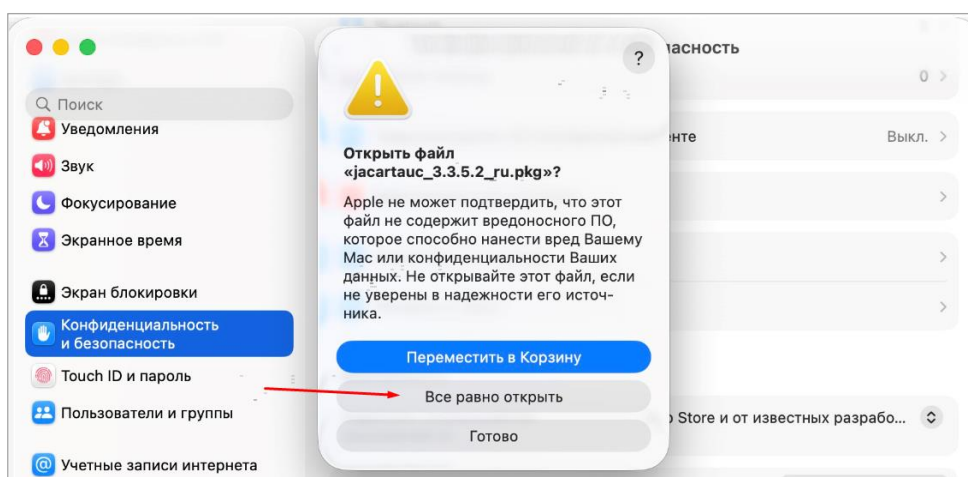 Поиск
Уведомления
Звук
Фокусирование
Экранное время
Экран блокировки
Конфиденциальность
и безопасность
Touch ID и пароль
Пользователи и группы
Учетные записи интернета
?
Открыть файл
«jacartauc_3.3.5.2_ru.pkg»?
Apple не может подтвердить, что этот
файл не содержит вредоносного ПО,
которое способно нанести вред Вашему
Mac или конфиденциальности Ваших
данных. Не открывайте этот файл, если
не уверены в надежности его источ-
ника.
Переместить в Корзину
Все равно открыть
Готово
пасность
0
енте
Выкл.
Store и от известных разрабо...